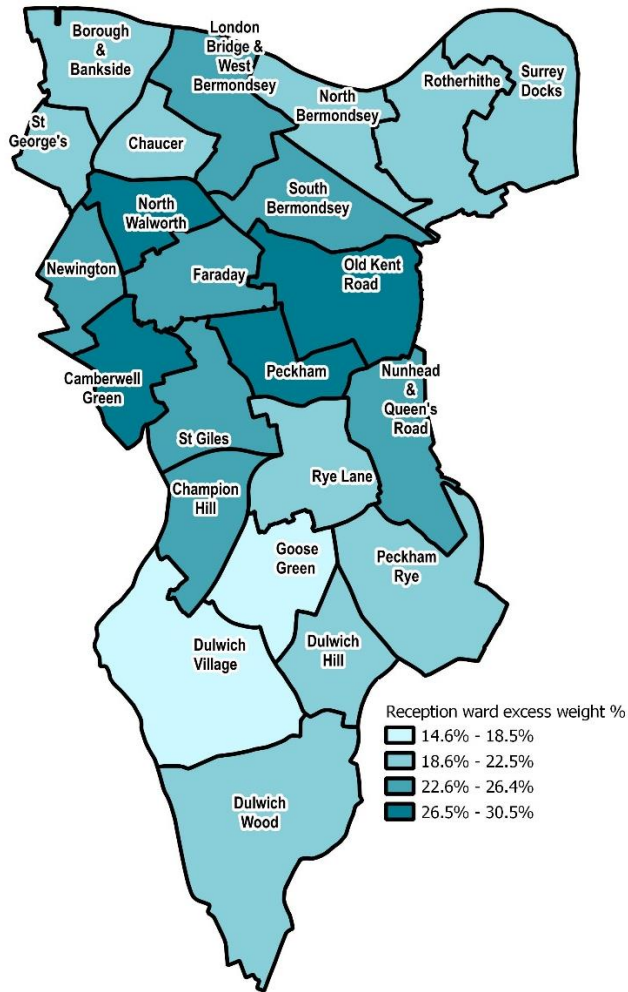 Borough
&
Bankside
London
Bridge &
West
Bermondsey
Rotherhithe
Surrey
Docks
North
Bermondsey
St
George's
Chaucer
South
Bermondsey
North
Walworth
Newington
Faraday
Old Kent
Road
Camberwell
Green
Peckham
Nunhead
&
Queen's
Road
St Giles
Rye Lane
Champion
Hill
Goose
Green
Peckham
Rye
Dulwich
Village
Dulwich
Hill
Dulwich
Wood
Reception ward excess weight %
14.6% - 18.5%
18.6% - 22.5%
22.6% - 26.4%
26.5% - 30.5%